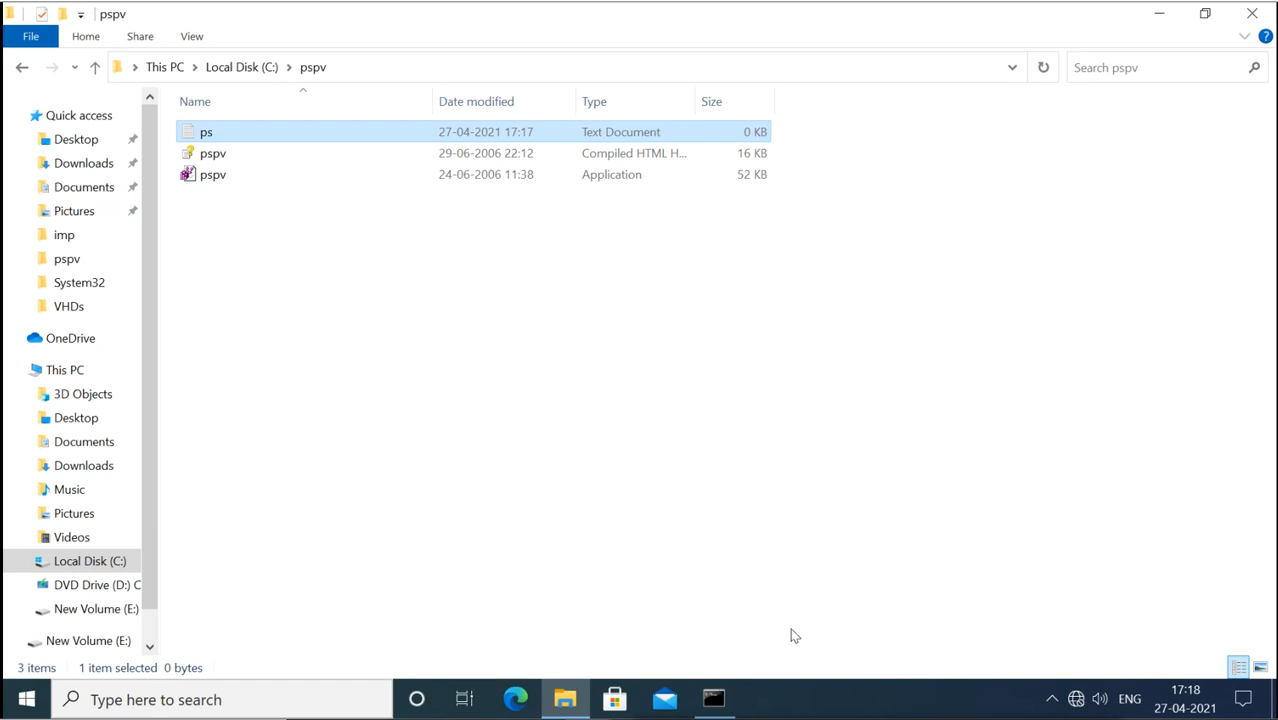 pspv
File Home Share View
This PC Local Disk (C:) pspv Search pspv
Name Date modified Type Size
ps 27-04-2021 17:17 Text Document 0 KB
pspv 29-06-2006 22:12 Compiled HTML H... 16 KB
pspv 24-06-2006 11:38 Application 52 KB
Quick access
Desktop
Downloads
Documents
Pictures
imp
pspv
System32
VHDs
OneDrive
This PC
3D Objects
Desktop
Documents
Downloads
Music
Pictures
Videos
Local Disk (C:)
DVD Drive (D:) C
New Volume (E:)
New Volume (E:)
3 items 1 item selected 0 bytes
Type here to search ENG 17:18
27-04-2021